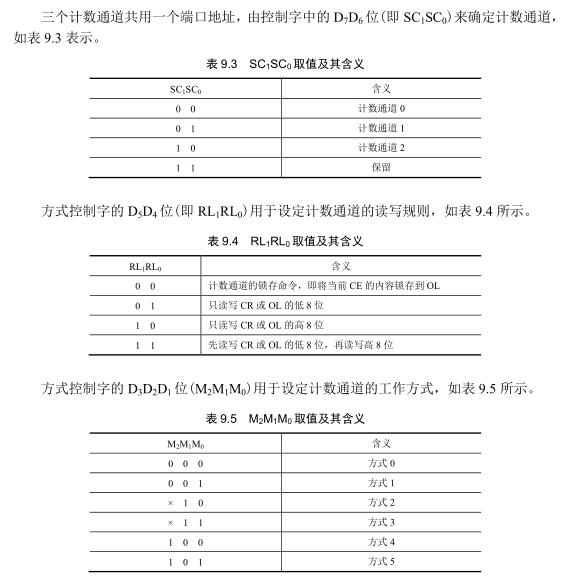 三个计数通道共用一个端口地址，由控制字中的 D₇D₆ 位(即 SC₁SC₀)来确定计数通道，
如表 9.3 表示。
表 9.3 SC₁SC₀ 取值及其含义
SC₁SC₀ 含义
0 0 计数通道 0
0 1 计数通道 1
1 0 计数通道 2
1 1 保留
方式控制字的 D₅D₄ 位(即 RL₁RL₀)用于设定计数通道的读写规则，如表 9.4 所示。
表 9.4 RL₁RL₀ 取值及其含义
RL₁RL₀ 含义
0 0 计数通道的锁存命令，即将当前 CE 的内容锁存到 OL
0 1 只读写 CR 或 OL 的低 8 位
1 0 只读写 CR 或 OL 的高 8 位
1 1 先读写 CR 或 OL 的低 8 位，再读写高 8 位
方式控制字的 D₃D₂D₁ 位(M₂M₁M₀)用于设定计数通道的工作方式，如表 9.5 所示。
表 9.5 M₂M₁M₀ 取值及其含义
M₂M₁M₀ 含义
0 0 0 方式 0
0 0 1 方式 1
× 1 0 方式 2
× 1 1 方式 3
1 0 0 方式 4
1 0 1 方式 5